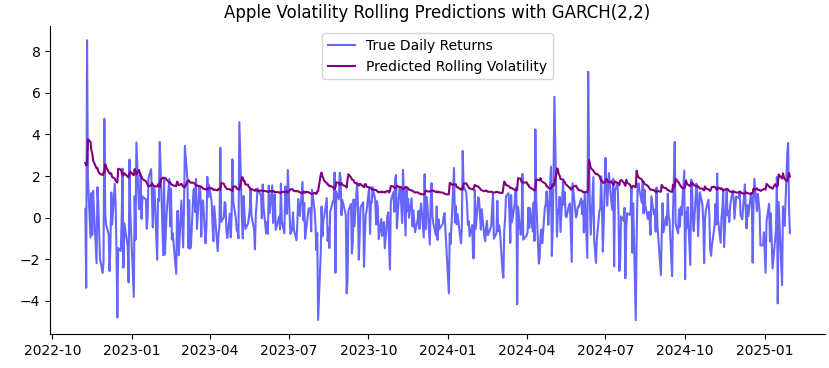 Apple Volatility Rolling Predictions with GARCH(2,2)
True Daily Returns
Predicted Rolling Volatility
8
6
4
2
0
−2
−4
2022-10 2023-01 2023-04 2023-07 2023-10 2024-01 2024-04 2024-07 2024-10 2025-01